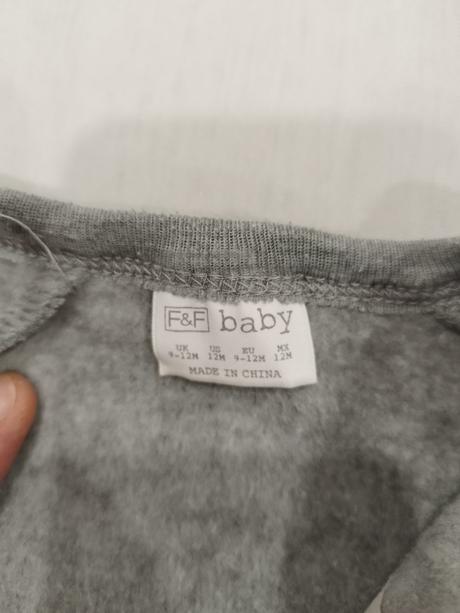 F&F baby
UK US EU MX
9-12M 12M 9-12M 12M
MADE IN CHINA